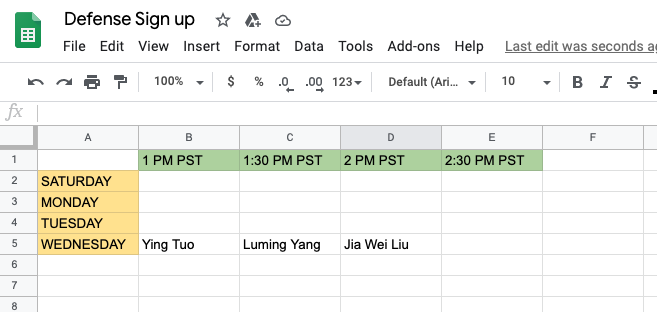 Defense Sign up
File Edit View Insert Format Data Tools Add-ons Help Last edit was seconds a
100% $ % .0 .00 123 Default (Ari... 10 B I S
fx
A B C D E F
1 1 PM PST 1:30 PM PST 2 PM PST 2:30 PM PST
2 SATURDAY
3 MONDAY
4 TUESDAY
5 WEDNESDAY Ying Tuo Luming Yang Jia Wei Liu
6
7
8